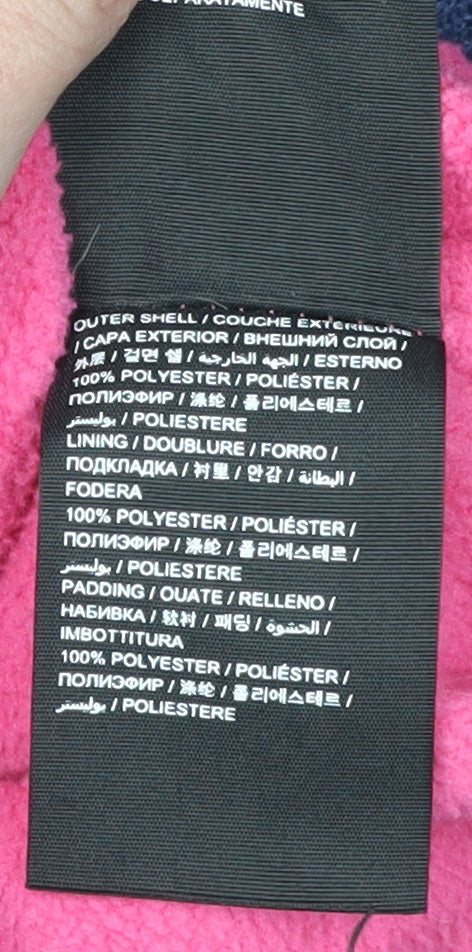 SEPARATAMENTE
OUTER SHELL / COUCHE EXTÉRIEURE
/ CAPA EXTERIOR / ВНЕШНИЙ СЛОЙ /
外层 / 겉면 쉘 / الجهة الخارجية / ESTERNO
100% POLYESTER / POLIÉSTER /
ПОЛИЭФИР / 涤纶 / 폴리에스테르 /
بوليستر / POLIESTERE
LINING / DOUBLURE / FORRO /
ПОДКЛАДКА / 衬里 / 안감 / البطانة /
FODERA
100% POLYESTER / POLIÉSTER /
ПОЛИЭФИР / 涤纶 / 폴리에스테르 /
بوليستر / POLIESTERE
PADDING / OUATE / RELLENO /
НАБИВКА / 软衬 / 패딩 / الحشوة /
IMBOTTITURA
100% POLYESTER / POLIÉSTER /
ПОЛИЭФИР / 涤纶 / 폴리에스테르 /
بوليستر / POLIESTERE